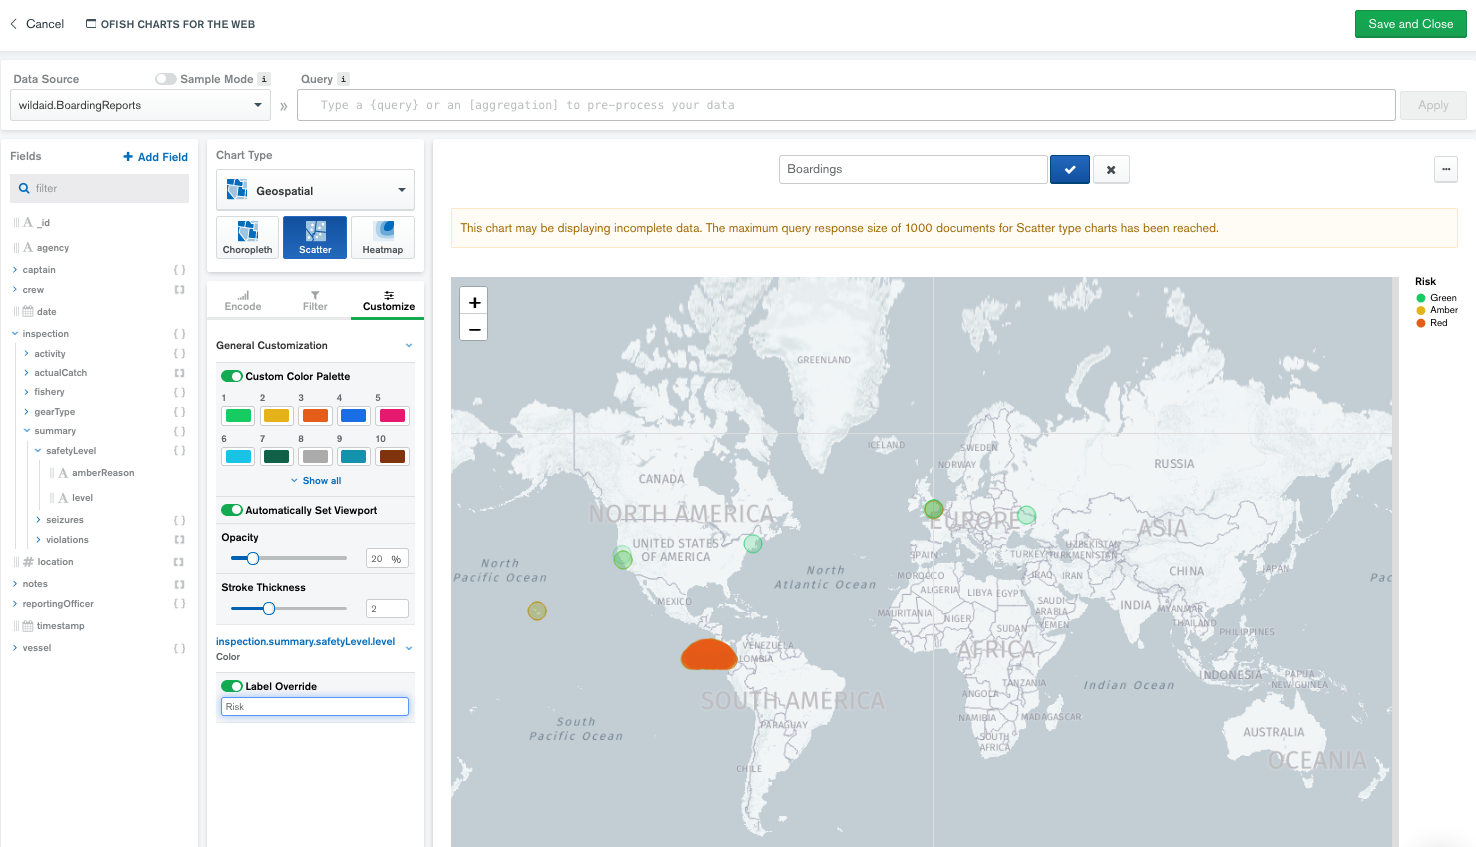 Cancel
OFISH CHARTS FOR THE WEB
Save and Close
Data Source
Sample Mode i
Query i
wildaid.BoardingReports
»
Type a {query} or an [aggregation] to pre-process your data
Apply
Fields
+ Add Field
filter
A _id
A agency
captain { }
crew [ ]
date
inspection { }
activity { }
actualCatch [ ]
fishery { }
gearType { }
summary { }
safetyLevel { }
A amberReason
A level
seizures { }
violations [ ]
# location [ ]
notes [ ]
reportingOfficer { }
timestamp
vessel { }
Chart Type
Geospatial
Choropleth
Scatter
Heatmap
Encode
Filter
Customize
General Customization
Custom Color Palette
1 2 3 4 5
6 7 8 9 10
Show all
Automatically Set Viewport
Opacity
20 %
Stroke Thickness
2
inspection.summary.safetyLevel.level
Color
Label Override
Risk
Boardings
...
This chart may be displaying incomplete data. The maximum query response size of 1000 documents for Scatter type charts has been reached.
+
−
Risk
Green
Amber
Red
GREENLAND
ICELAND
SWEDEN
NORWAY
RUSSIA
CANADA
NORTH AMERICA
EUROPE
ASIA
UNITED STATES
OF AMERICA
North
Pacific Ocean
North
Atlantic Ocean
SPAIN
TURKEY
UZBEKISTAN
TURKMENISTAN
CHINA
JAPAN
Pac
MOROCCO
ALGERIA
LIBYA
EGYPT
IRAQ
IRAN
MEXICO
MAURITANIA
NIGER
SUDAN
SAUDI
ARABIA
YEMEN
INDIA
MYANMAR
THAILAND
PHILIPPINES
VENEZUELA
LOMBIA
AFRICA
SOUTH AMERICA
ANGOLA
TANZANIA
Indian Ocean
INDONESIA
PAPUA
NEW GUINEA
NAMIBIA
MADAGASCAR
SOUTH
AFRICA
South
Pacific Ocean
PARAGUAY
CHILE
AUSTRALIA
OCEANIA